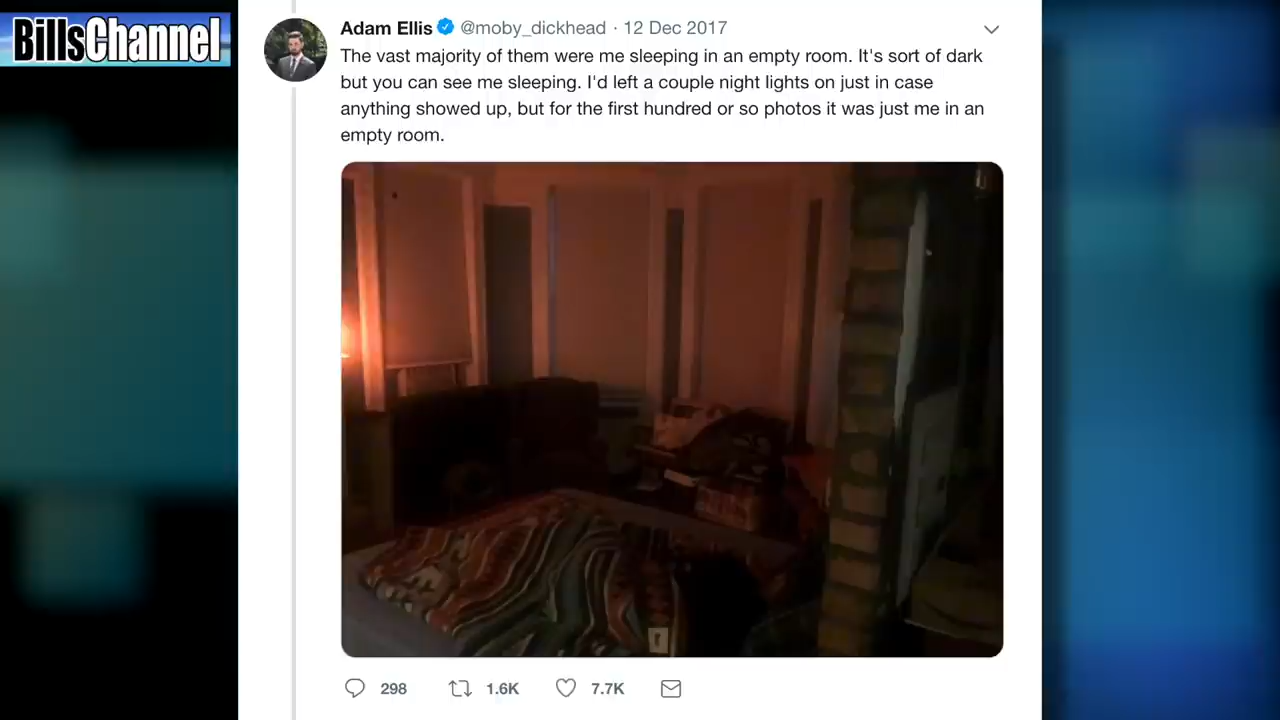 BillsChannel
Adam Ellis @moby_dickhead · 12 Dec 2017
The vast majority of them were me sleeping in an empty room. It's sort of dark
but you can see me sleeping. I'd left a couple night lights on just in case
anything showed up, but for the first hundred or so photos it was just me in an
empty room.
298 1.6K 7.7K